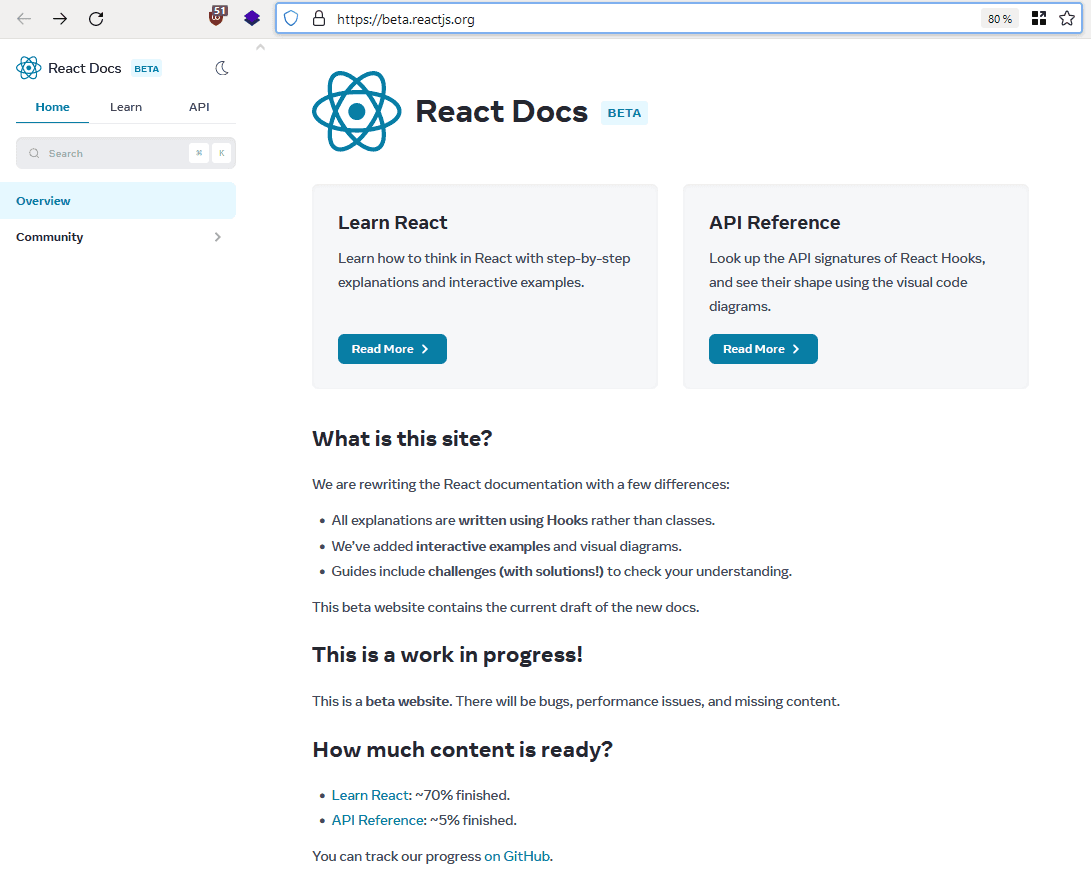 51
https://beta.reactjs.org
80 %
React Docs BETA
Home Learn API
Search ⌘ K
Overview
Community
React Docs BETA
Learn React
Learn how to think in React with step-by-step
explanations and interactive examples.
Read More
API Reference
Look up the API signatures of React Hooks,
and see their shape using the visual code
diagrams.
Read More
What is this site?
We are rewriting the React documentation with a few differences:
• All explanations are written using Hooks rather than classes.
• We’ve added interactive examples and visual diagrams.
• Guides include challenges (with solutions!) to check your understanding.
This beta website contains the current draft of the new docs.
This is a work in progress!
This is a beta website. There will be bugs, performance issues, and missing content.
How much content is ready?
• Learn React: ~70% finished.
• API Reference: ~5% finished.
You can track our progress on GitHub.